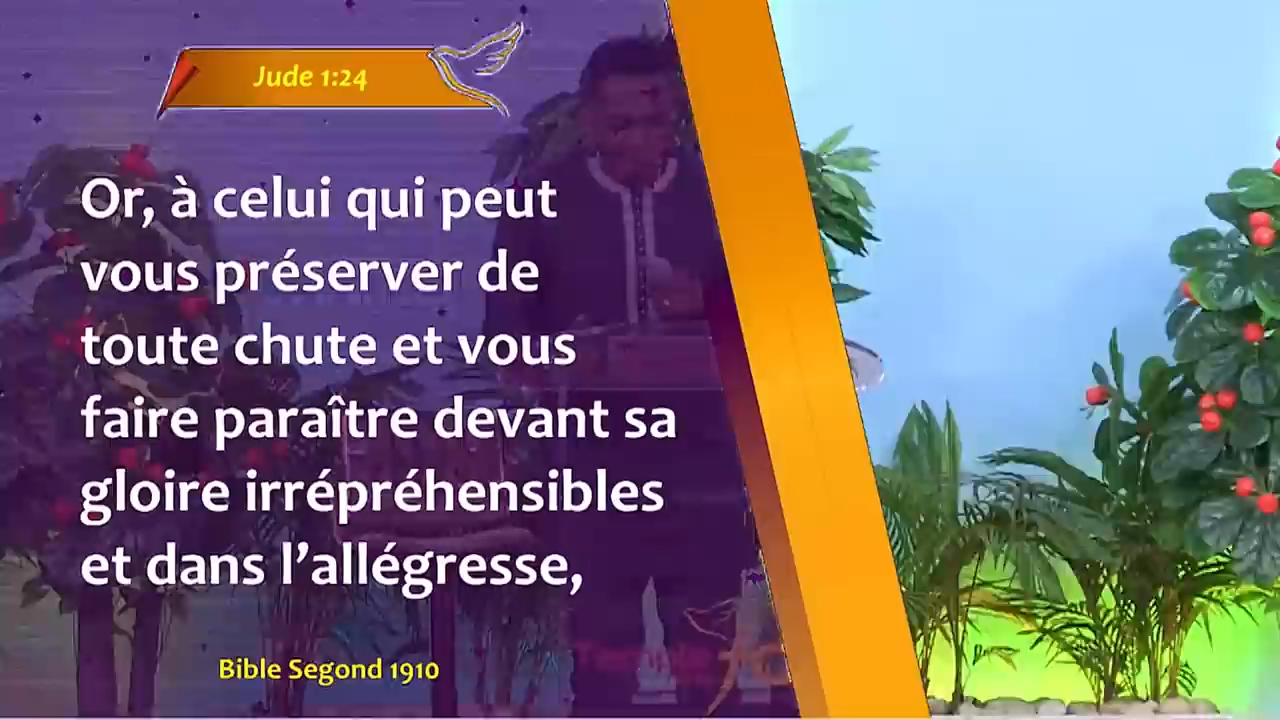 Jude 1:24
Or, à celui qui peut
vous préserver de
toute chute et vous
faire paraître devant sa
gloire irrépréhensibles
et dans l’allégresse,
Bible Segond 1910